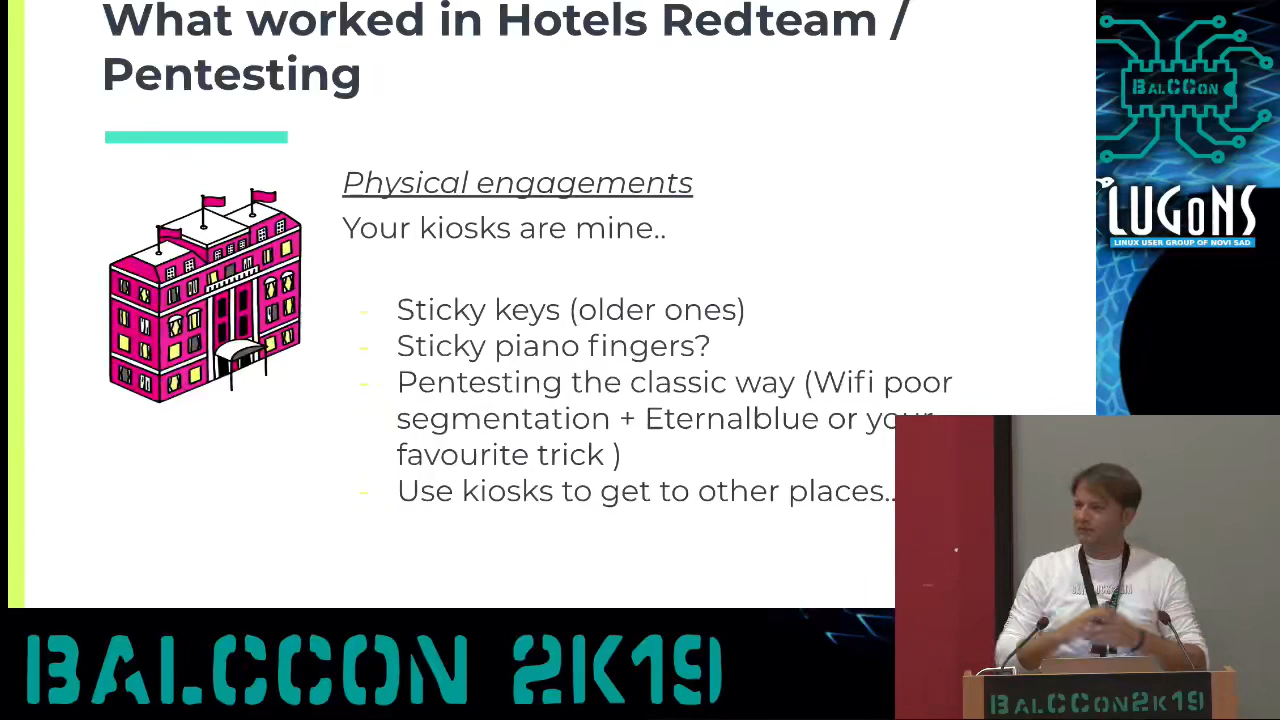 What worked in Hotels Redteam /
Pentesting
Physical engagements
Your kiosks are mine..
- Sticky keys (older ones)
- Sticky piano fingers?
- Pentesting the classic way (Wifi poor
segmentation + Eternalblue or your
favourite trick )
- Use kiosks to get to other places..
BALCCON
LUGONS
LINUX USER GROUP OF NOVI SAD
BALCCON 2K19
BALCCON2K19